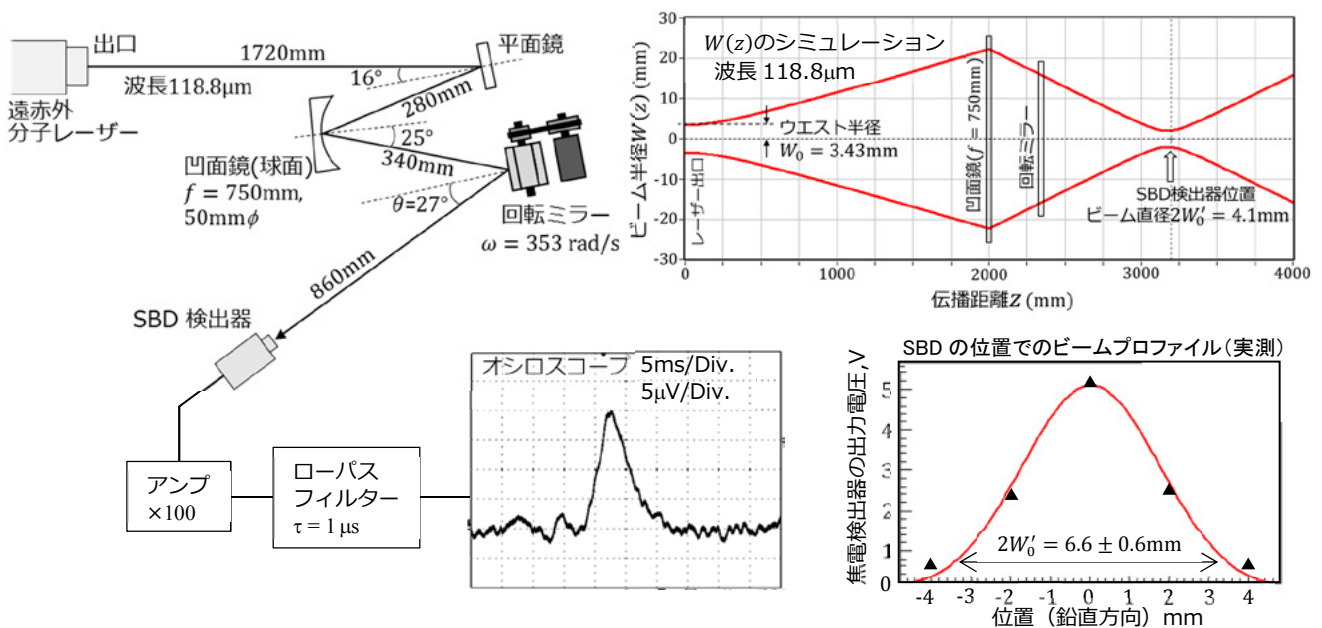 出口
1720mm
平面鏡
波長118.8μm
16°
遠赤外
分子レーザー
280mm
25°
凹面鏡(球面)
f = 750mm,
50mmϕ
340mm
θ=27°
回転ミラー
ω = 353 rad/s
860mm
SBD 検出器
アンプ
×100
ローパス
フィルター
τ = 1 μs
オシロスコープ 5ms/Div.
5μV/Div.
W(z)のシミュレーション
波長 118.8μm
ビーム半径W(z) (mm)
30
20
10
0
-10
-20
-30
ウエスト半径
W₀ = 3.43mm
レーザー出口
凹面鏡(f = 750mm)
回転ミラー
SBD検出器位置
ビーム直径2W₀′ = 4.1mm
0 1000 2000 3000 4000
伝播距離z (mm)
SBD の位置でのビームプロファイル(実測)
焦電検出器の出力電圧,V
5
4
3
2
1
0
2W₀′ = 6.6 ± 0.6mm
-4 -3 -2 -1 0 1 2 3 4
位置（鉛直方向）mm